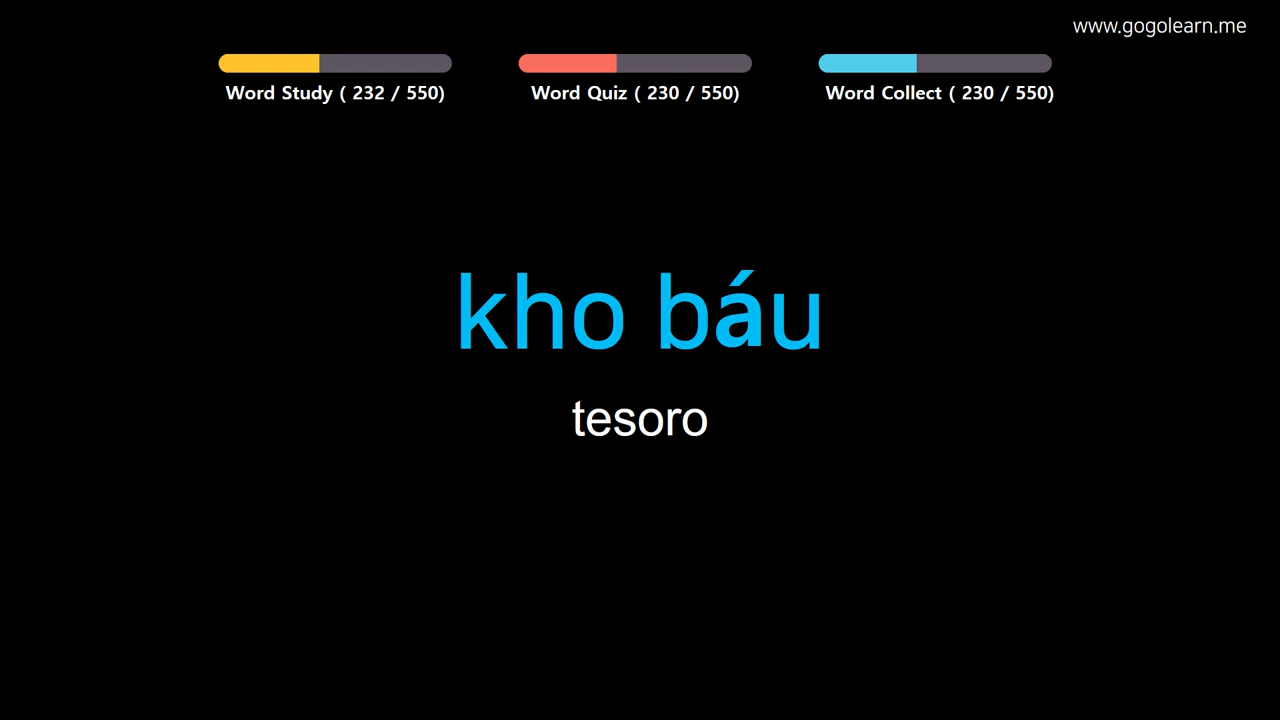 www.gogolearn.me
Word Study ( 232 / 550)
Word Quiz ( 230 / 550)
Word Collect ( 230 / 550)
kho báu
tesoro